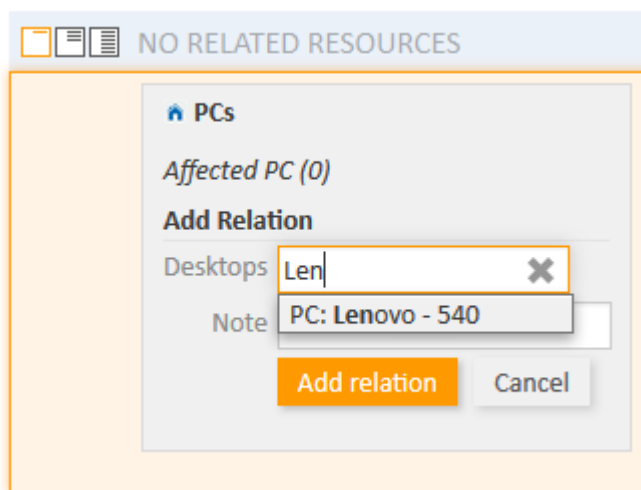 NO RELATED RESOURCES
PCs
Affected PC (0)
Add Relation
Desktops Len
PC: Lenovo - 540
Note
Add relation Cancel